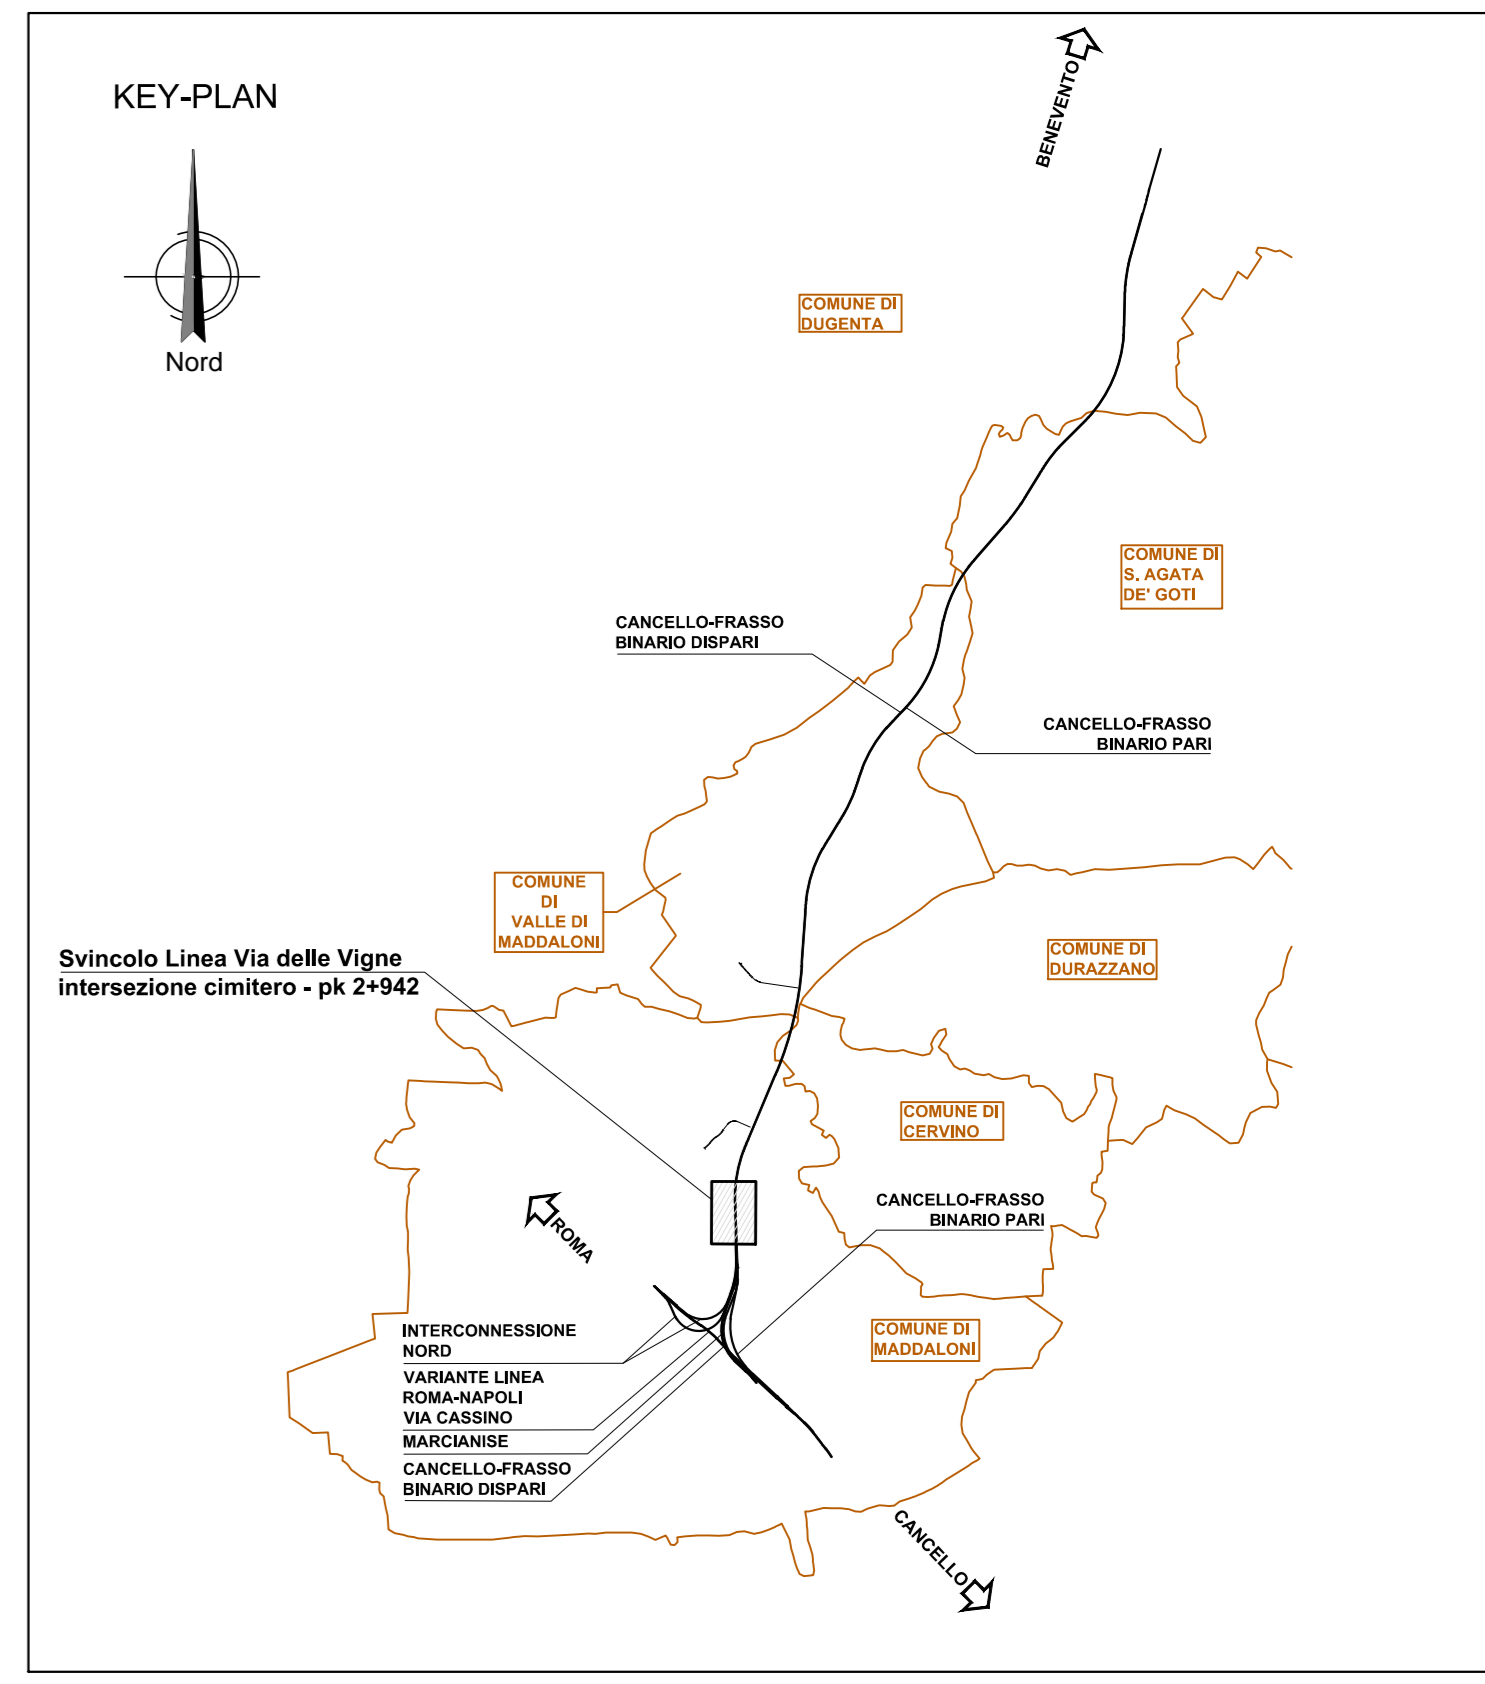 BENEVENTO
KEY-PLAN
Nord
COMUNE DI
DUGENTA
COMUNE DI
S. AGATA
DE' GOTI
CANCELLO-FRASSO
BINARIO DISPARI
CANCELLO-FRASSO
BINARIO PARI
COMUNE
DI
VALLE DI
MADDALONI
COMUNE DI
DURAZZANO
Svincolo Linea Via delle Vigne
intersezione cimitero - pk 2+942
COMUNE DI
CERVINO
CANCELLO-FRASSO
BINARIO PARI
ROMA
INTERCONNESSIONE
NORD
COMUNE DI
MADDALONI
VARIANTE LINEA
ROMA-NAPOLI
VIA CASSINO
MARCIANISE
CANCELLO-FRASSO
BINARIO DISPARI
CANCELLO